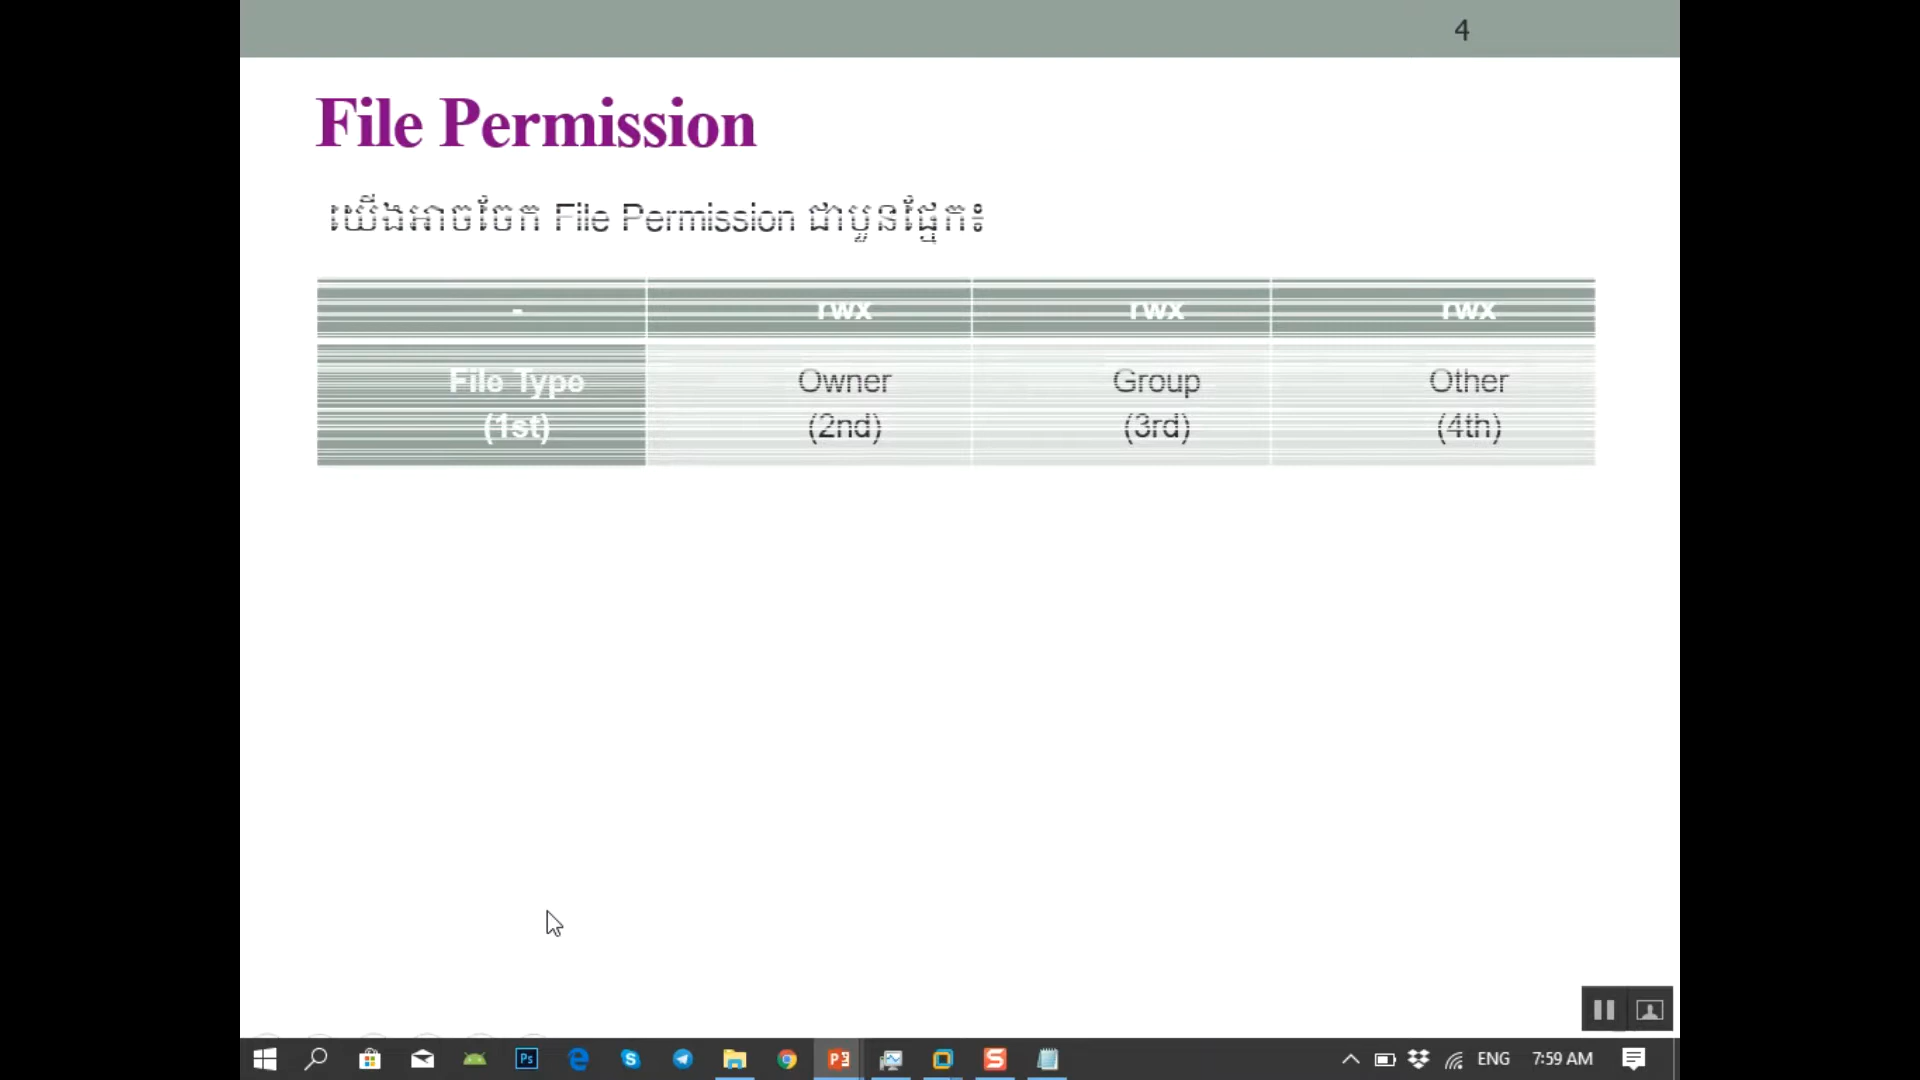 4
File Permission
យើងអាចចែក File Permission ជាបួនផ្នែក៖
- rwx rwx rwx
File Type Owner Group Other
(1st) (2nd) (3rd) (4th)
ENG 7:59 AM